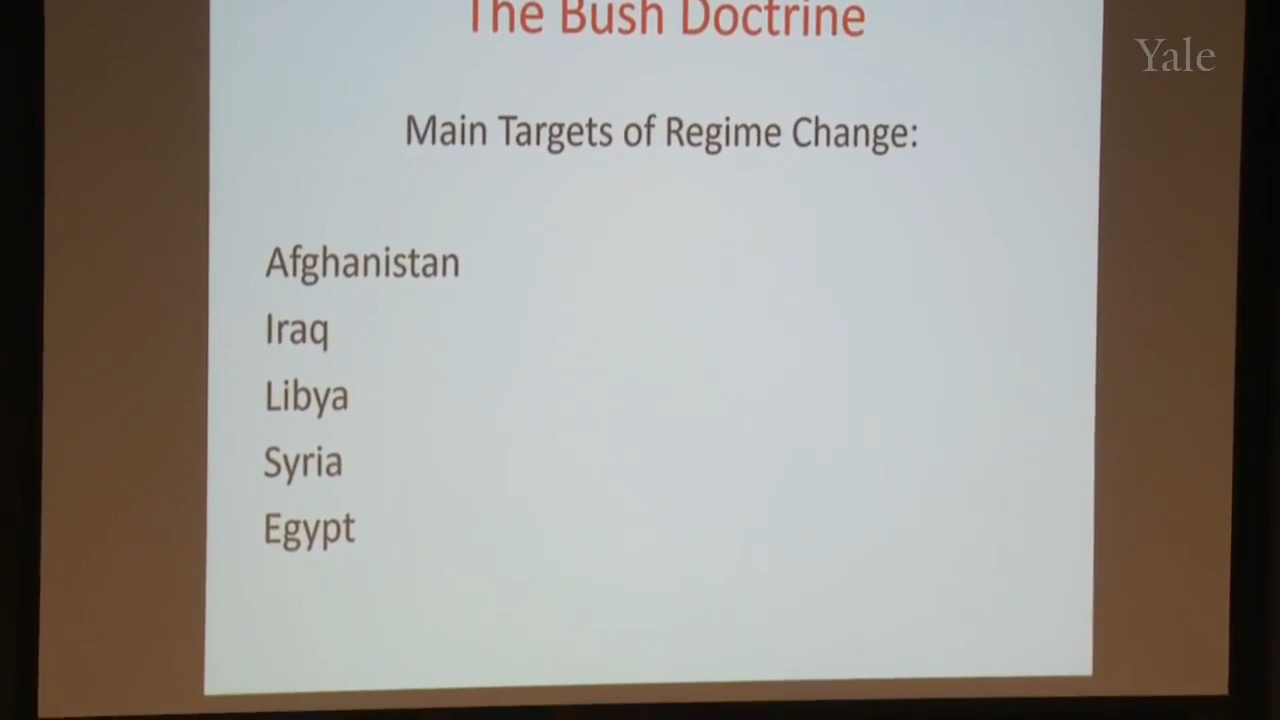 The Bush Doctrine
Yale
Main Targets of Regime Change:
Afghanistan
Iraq
Libya
Syria
Egypt